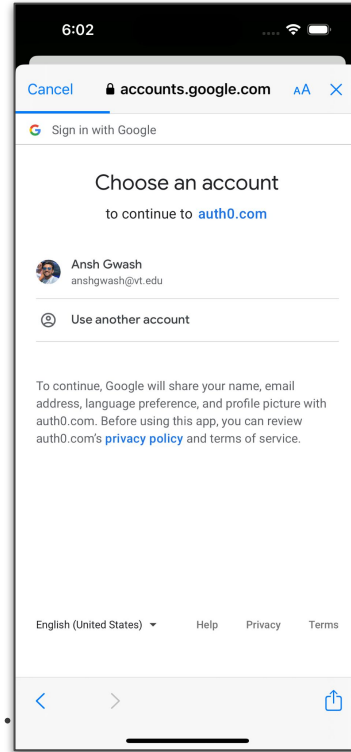 6:02
Cancel accounts.google.com AA
Sign in with Google
Choose an account
to continue to auth0.com
Ansh Gwash
anshgwash@vt.edu
Use another account
To continue, Google will share your name, email
address, language preference, and profile picture with
auth0.com. Before using this app, you can review
auth0.com's privacy policy and terms of service.
English (United States) Help Privacy Terms